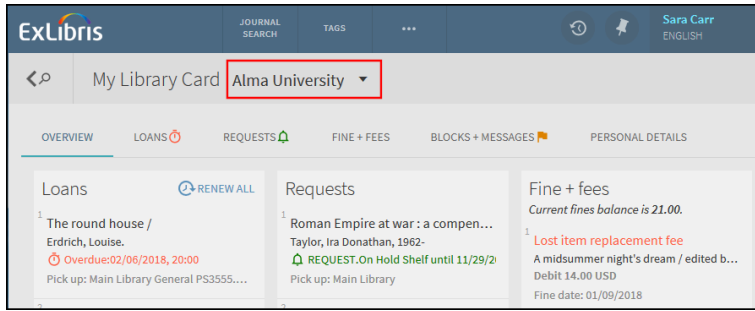 ExLibris
JOURNAL
SEARCH
TAGS
•••
Sara Carr
ENGLISH
My Library Card
Alma University
OVERVIEW
LOANS
REQUESTS
FINE + FEES
BLOCKS + MESSAGES
PERSONAL DETAILS
Loans
RENEW ALL
1
The round house /
Erdrich, Louise.
Overdue:02/06/2018, 20:00
Pick up: Main Library General PS3555....
Requests
1
Roman Empire at war : a compen...
Taylor, Ira Donathan, 1962-
REQUEST.On Hold Shelf until 11/29/2
Pick up: Main Library
Fine + fees
Current fines balance is 21.00.
1
Lost item replacement fee
A midsummer night's dream / edited b...
Debit 14.00 USD
Fine date: 01/09/2018